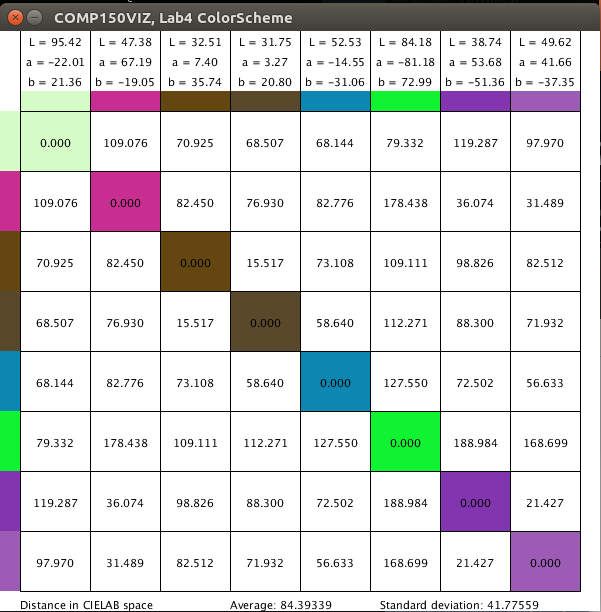 COMP150VIZ, Lab4 ColorScheme
L = 95.42 L = 47.38 L = 32.51 L = 31.75 L = 52.53 L = 84.18 L = 38.74 L = 49.62
a = −22.01 a = 67.19 a = 7.40 a = 3.27 a = −14.55 a = −81.18 a = 53.68 a = 41.66
b = 21.36 b = −19.05 b = 35.74 b = 20.80 b = −31.06 b = 72.99 b = −51.36 b = −37.35
0.000 109.076 70.925 68.507 68.144 79.332 119.287 97.970
109.076 0.000 82.450 76.930 82.776 178.438 36.074 31.489
70.925 82.450 0.000 15.517 73.108 109.111 98.826 82.512
68.507 76.930 15.517 0.000 58.640 112.271 88.300 71.932
68.144 82.776 73.108 58.640 0.000 127.550 72.502 56.633
79.332 178.438 109.111 112.271 127.550 0.000 188.984 168.699
119.287 36.074 98.826 88.300 72.502 188.984 0.000 21.427
97.970 31.489 82.512 71.932 56.633 168.699 21.427 0.000
Distance in CIELAB space Average: 84.39339 Standard deviation: 41.77559